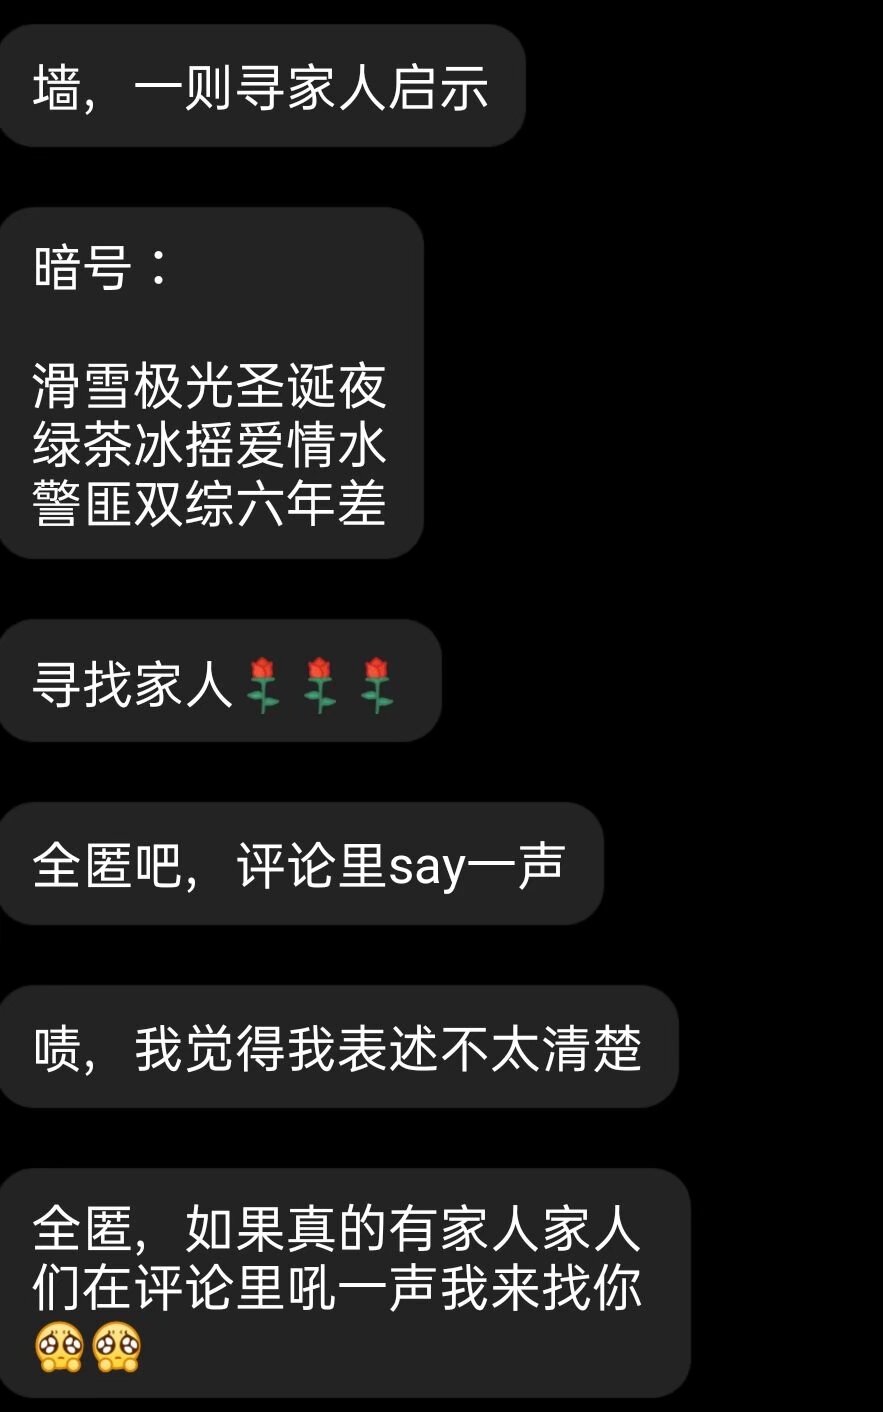 墙，一则寻家人启示
暗号：
滑雪极光圣诞夜
绿茶冰摇爱情水
警匪双综六年差
寻找家人🌹🌹🌹
全匿吧，评论里say一声
啧，我觉得我表述不太清楚
全匿，如果真的有家人家人
们在评论里吼一声我来找你
🥹🥹